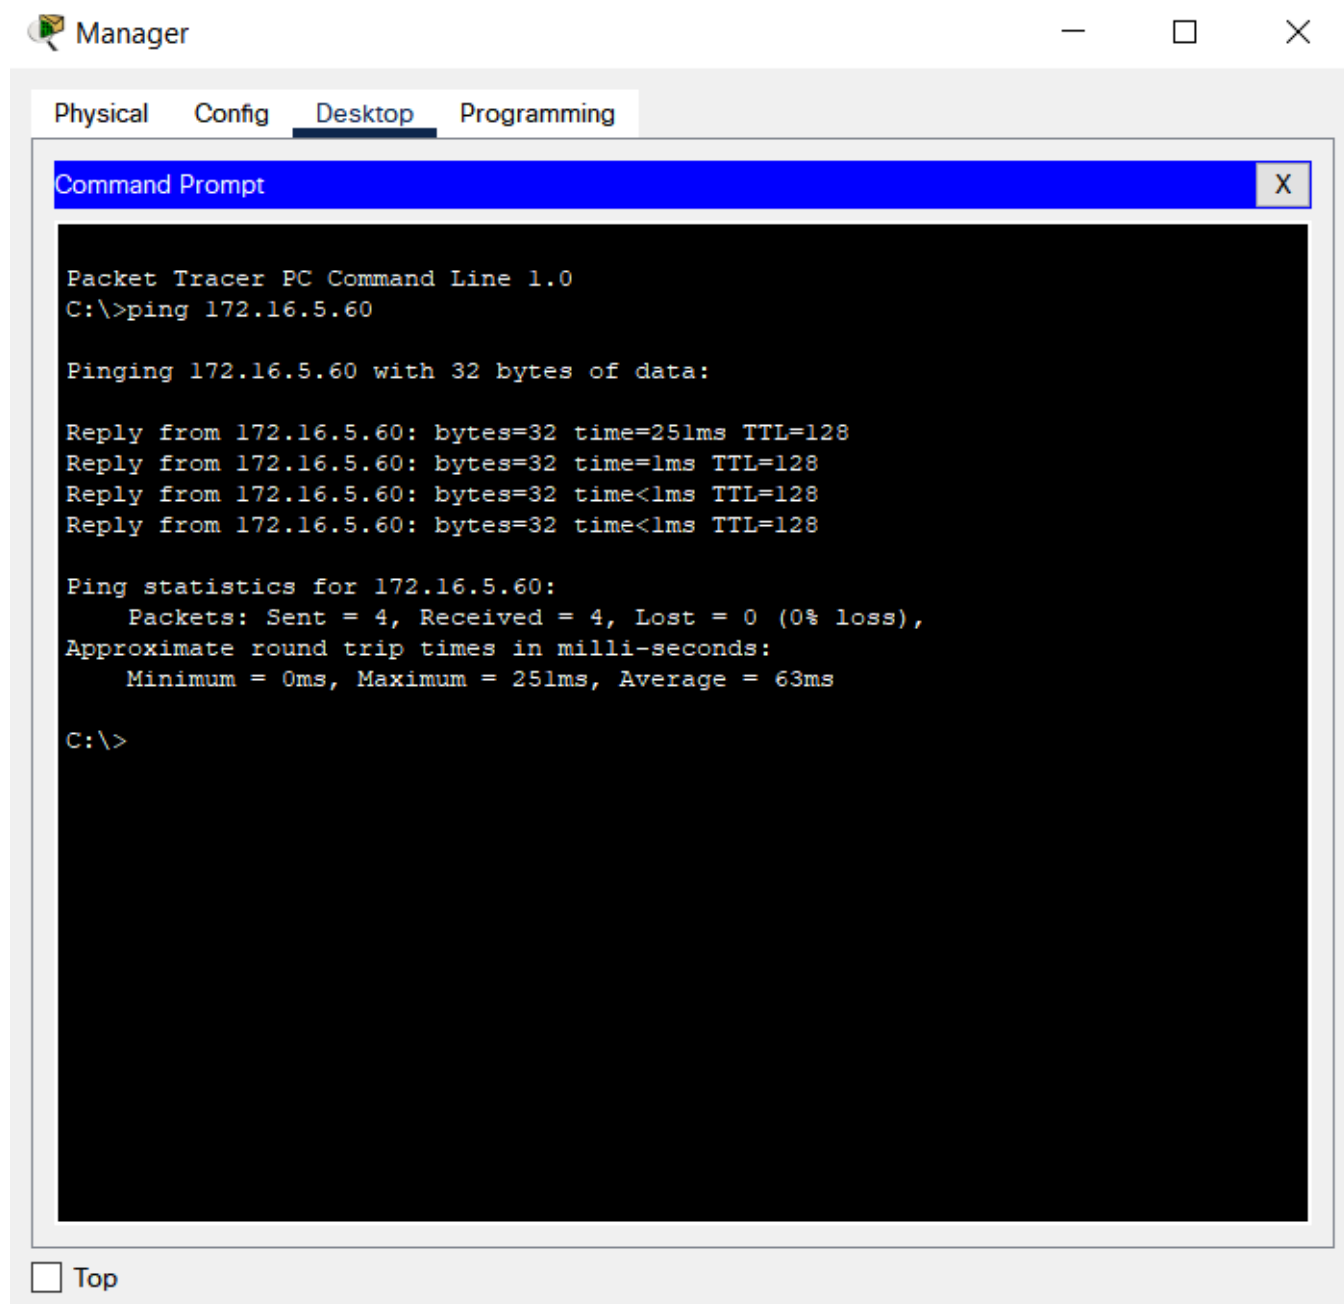 Manager
Physical Config Desktop Programming
Command Prompt X
Packet Tracer PC Command Line 1.0
C:\>ping 172.16.5.60
Pinging 172.16.5.60 with 32 bytes of data:
Reply from 172.16.5.60: bytes=32 time=251ms TTL=128
Reply from 172.16.5.60: bytes=32 time=1ms TTL=128
Reply from 172.16.5.60: bytes=32 time<1ms TTL=128
Reply from 172.16.5.60: bytes=32 time<1ms TTL=128
Ping statistics for 172.16.5.60:
Packets: Sent = 4, Received = 4, Lost = 0 (0% loss),
Approximate round trip times in milli-seconds:
Minimum = 0ms, Maximum = 251ms, Average = 63ms
C:\>
Top